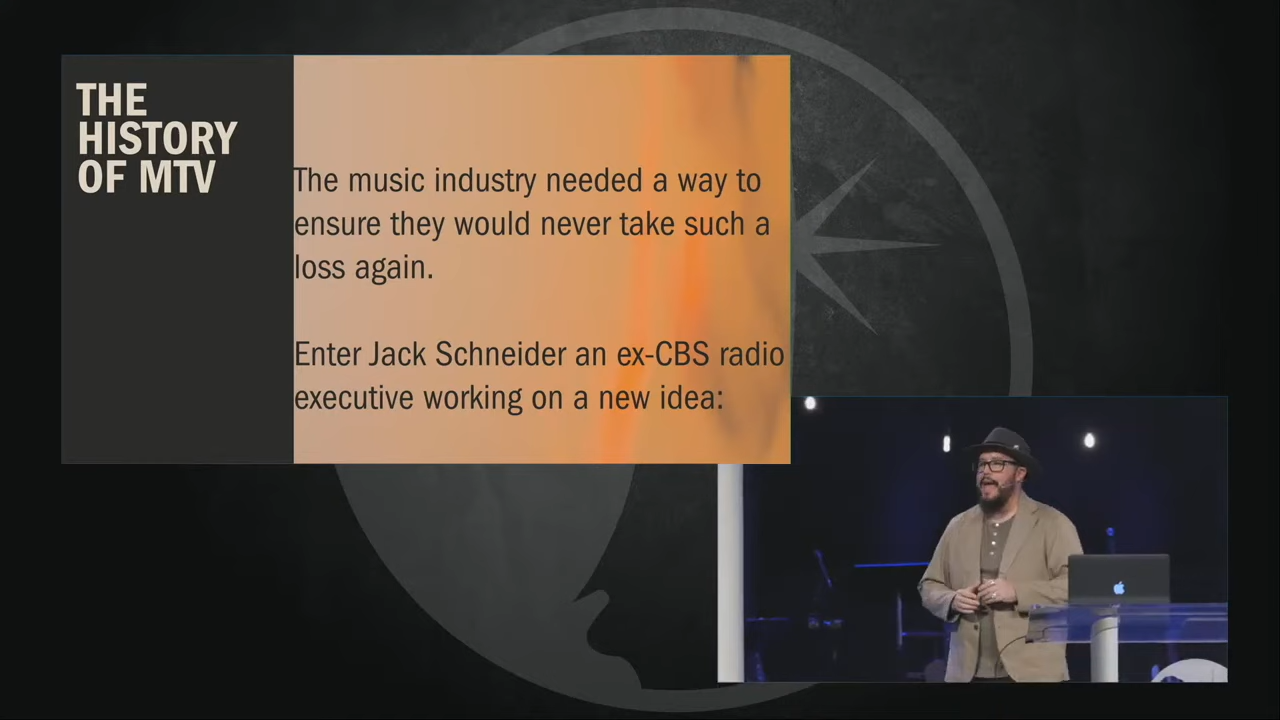 THE
HISTORY
OF MTV
The music industry needed a way to
ensure they would never take such a
loss again.
Enter Jack Schneider an ex-CBS radio
executive working on a new idea: